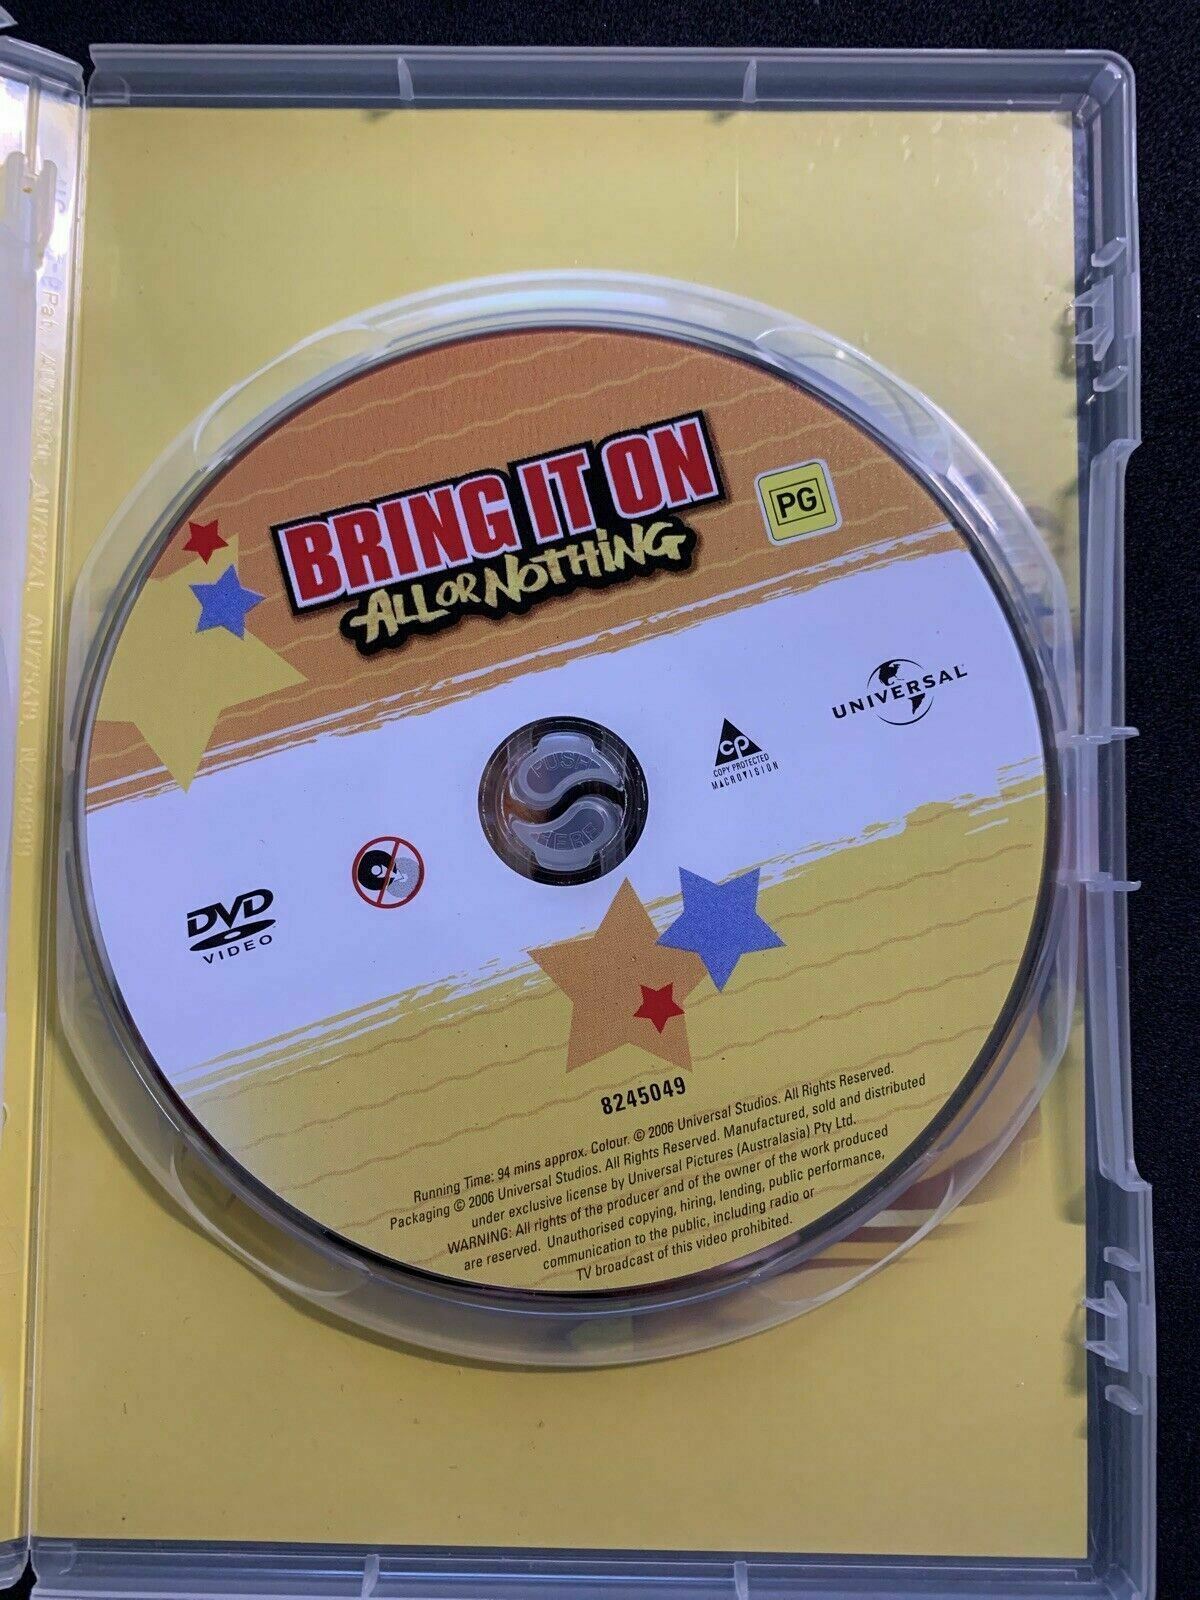 BRING IT ON
ALL OR NOTHING
PG
UNIVERSAL
CP
COPY PROTECTED
MACROVISION
PUSH
HERE
DVD
VIDEO
8245049
Running Time: 94 mins approx. Colour. © 2006 Universal Studios. All Rights Reserved.
Packaging © 2006 Universal Studios. All Rights Reserved. Manufactured, sold and distributed
under exclusive license by Universal Pictures (Australasia) Pty Ltd.
WARNING: All rights of the producer and of the owner of the work produced
are reserved. Unauthorised copying, hiring, lending, public performance,
communication to the public, including radio or
TV broadcast of this video prohibited.
Pat.
AU775619